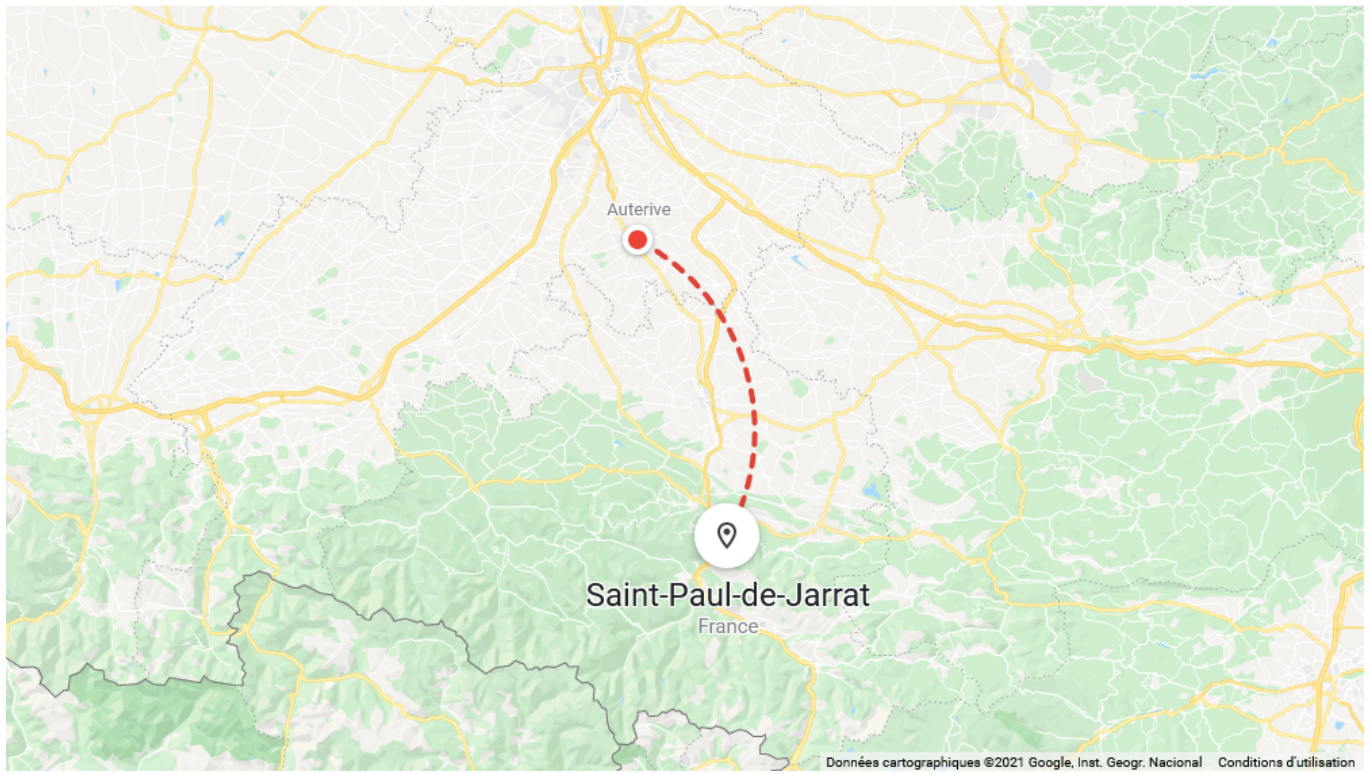 Auterive
Saint-Paul-de-Jarrat
France
Données cartographiques ©2021 Google, Inst. Geogr. Nacional Conditions d'utilisation